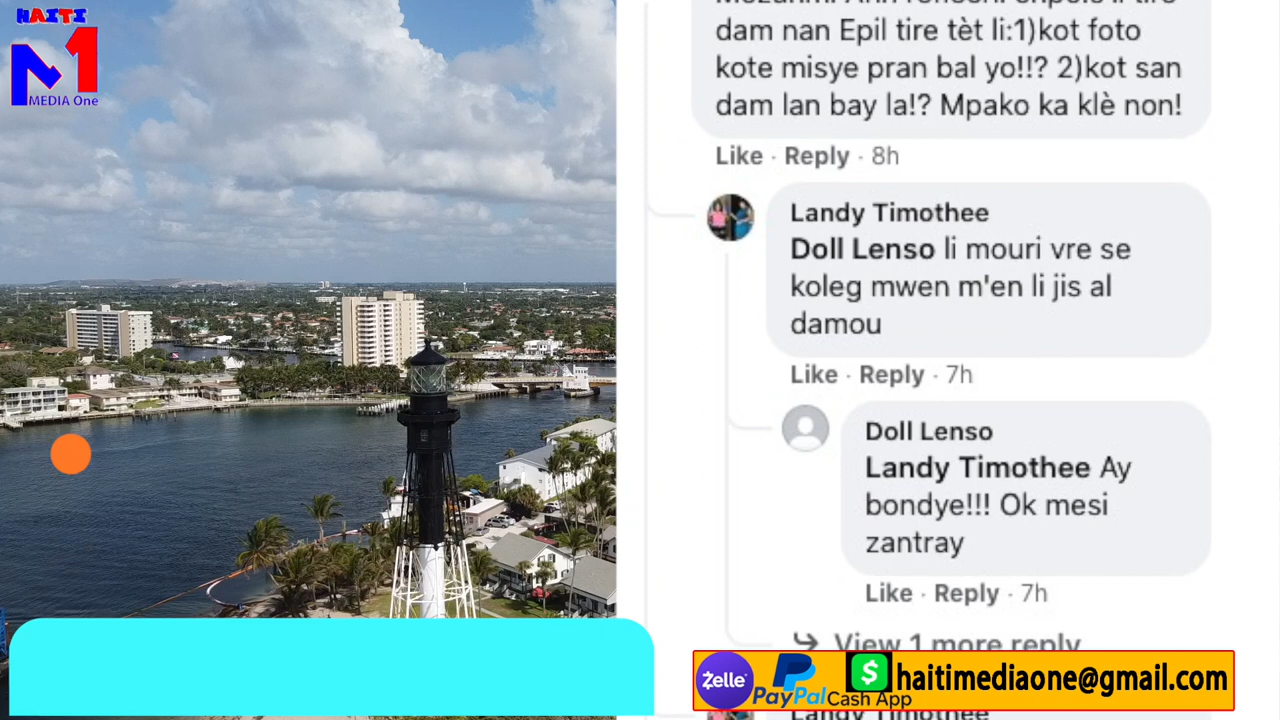 HAITI
M1
MEDIA One
dam nan Epil tire tèt li:1)kot foto
kote misye pran bal yo!!? 2)kot san
dam lan bay la!? Mpako ka klè non!
Like · Reply · 8h
Landy Timothee
Doll Lenso li mouri vre se
koleg mwen m'en li jis al
damou
Like · Reply · 7h
Doll Lenso
Landy Timothee Ay
bondye!!! Ok mesi
zantray
Like · Reply · 7h
View 1 more reply
Zelle PayPal $ Cash App haitimediaone@gmail.com
Landy Timothee